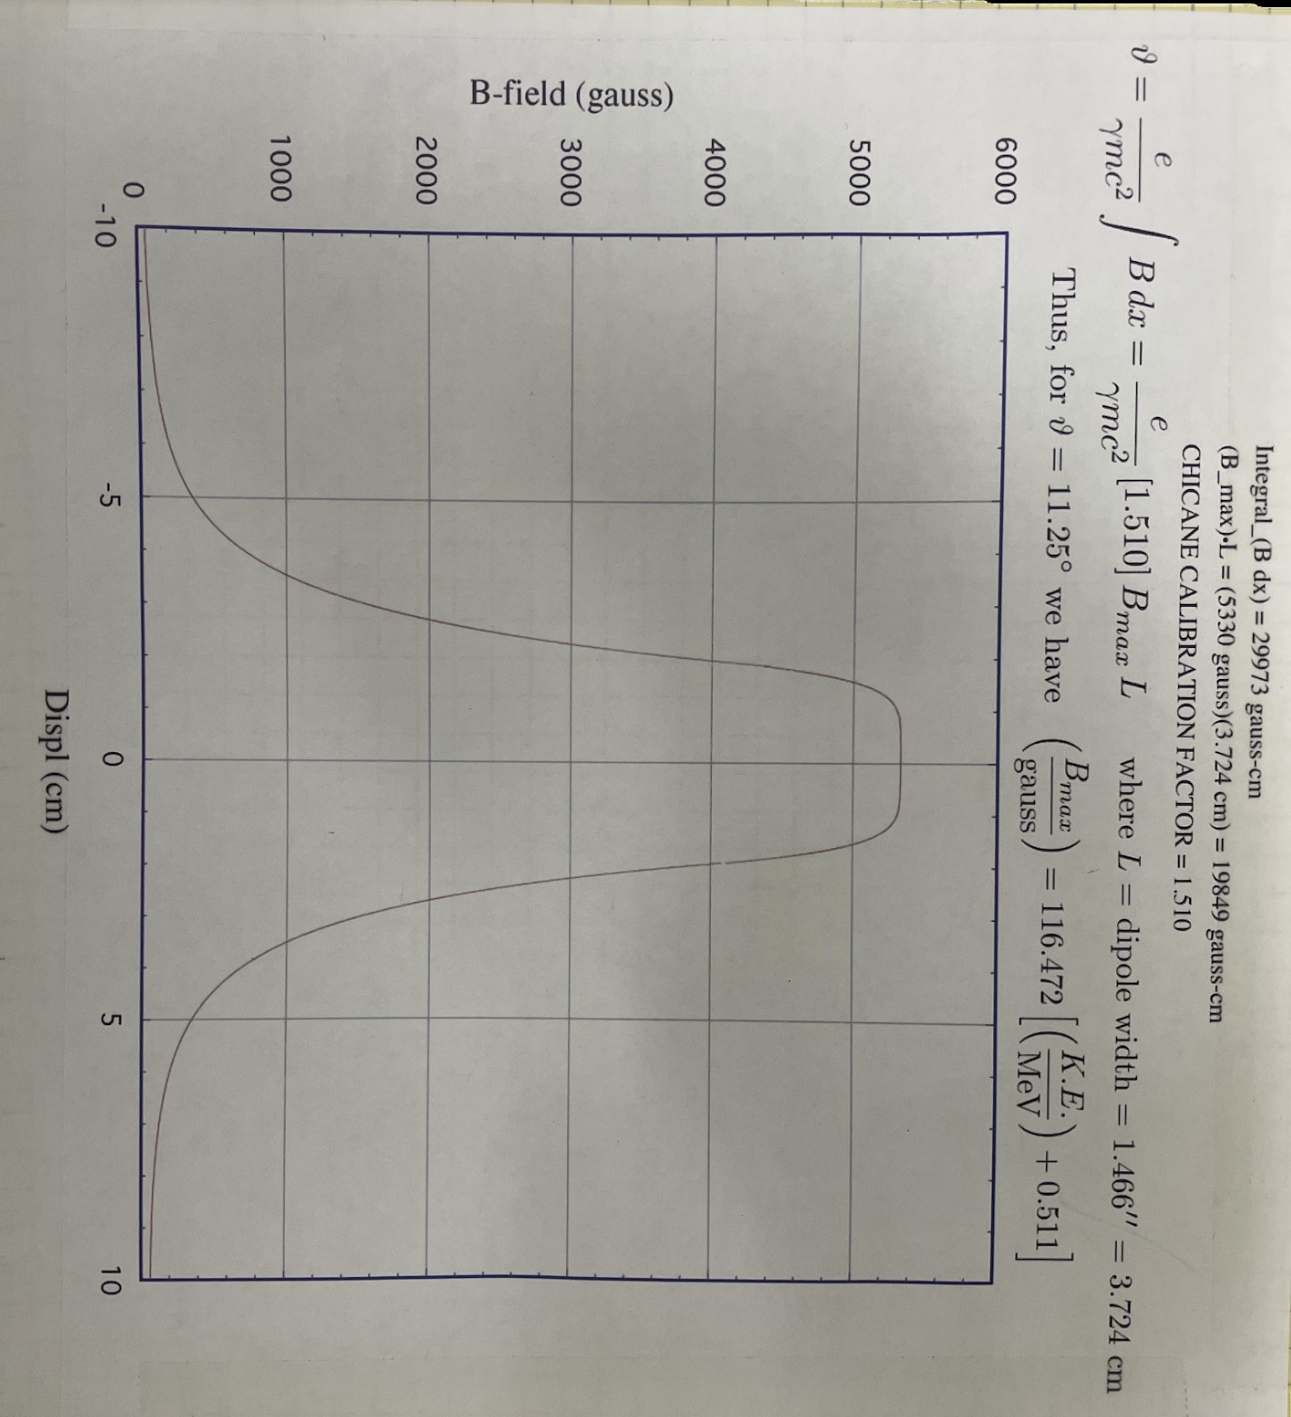 Integral_(B dx) = 29973 gauss-cm
(B_max)•L = (5330 gauss)(3.724 cm) = 19849 gauss-cm
CHICANE CALIBRATION FACTOR = 1.510
ϑ = e/γmc² ∫ B dx = e/γmc² [1.510] B_max L where L = dipole width = 1.466″ = 3.724 cm
Thus, for ϑ = 11.25° we have (B_max/gauss) = 116.472 [(K.E./MeV) + 0.511]
B-field (gauss)
6000
5000
4000
3000
2000
1000
0
-10
-5
0
5
10
Displ (cm)